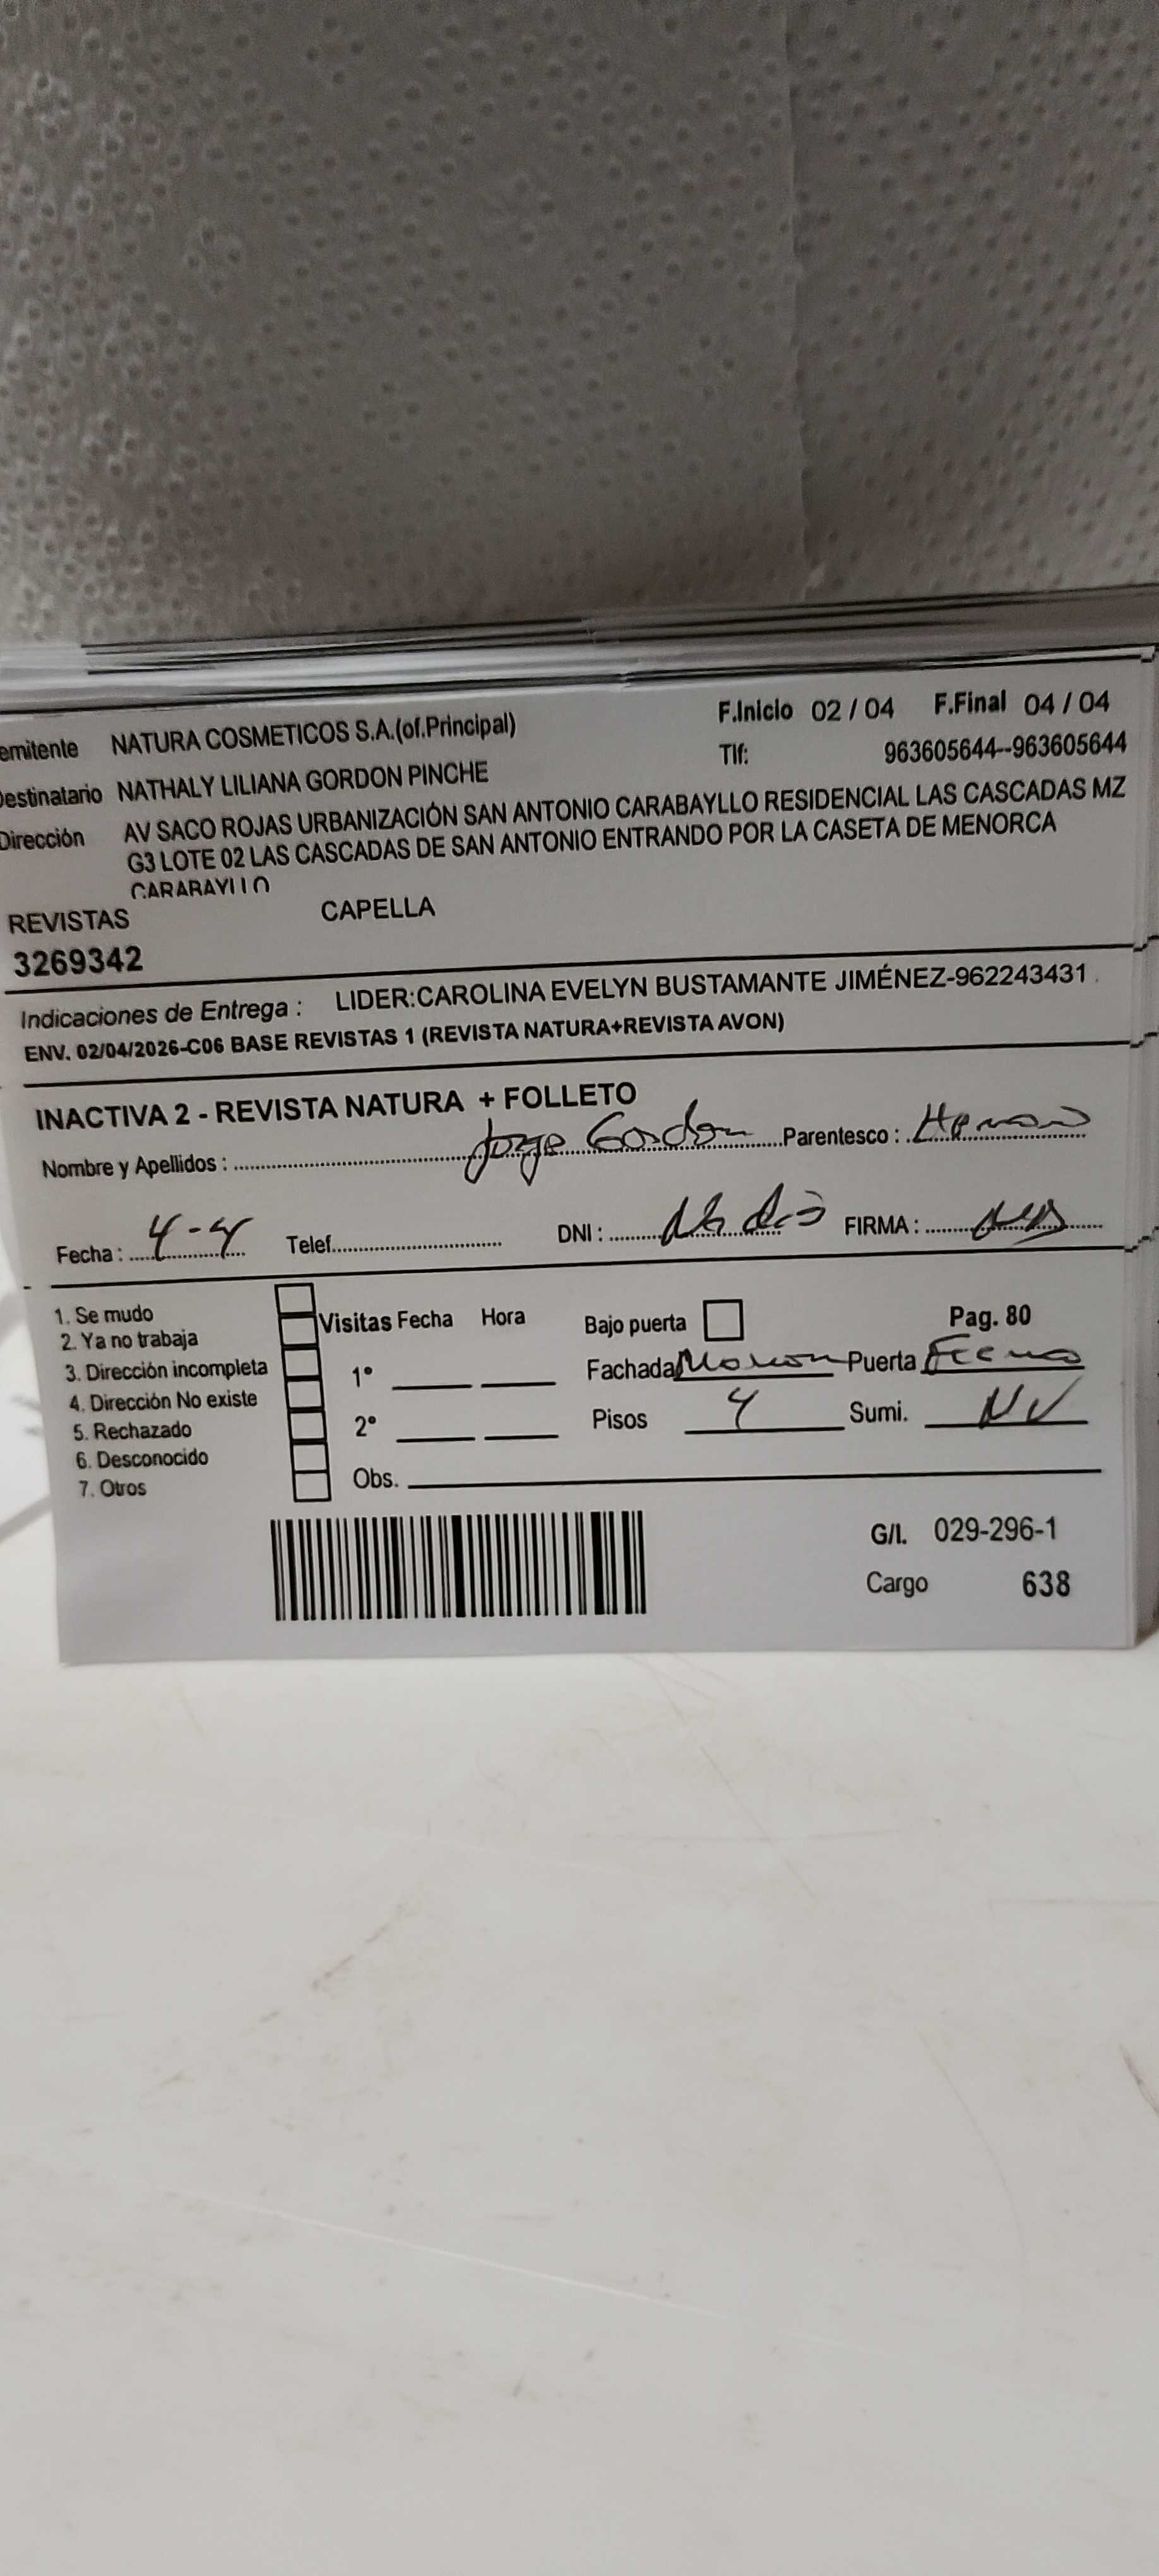 emitente NATURA COSMETICOS S.A.(of.Principal) F.Inicio 02 / 04 F.Final 04 / 04
Destinatario NATHALY LILIANA GORDON PINCHE Tlf: 963605644--963605644
Dirección AV SACO ROJAS URBANIZACIÓN SAN ANTONIO CARABAYLLO RESIDENCIAL LAS CASCADAS MZ
G3 LOTE 02 LAS CASCADAS DE SAN ANTONIO ENTRANDO POR LA CASETA DE MENORCA
CARABAYLLO
REVISTAS CAPELLA
3269342
Indicaciones de Entrega : LIDER:CAROLINA EVELYN BUSTAMANTE JIMÉNEZ-962243431
ENV. 02/04/2026-C06 BASE REVISTAS 1 (REVISTA NATURA+REVISTA AVON)
INACTIVA 2 - REVISTA NATURA + FOLLETO
Nombre y Apellidos : Jorge Gordon Parentesco : Hermano
Fecha : 4-4 Telef. DNI : FIRMA :
1. Se mudo
2. Ya no trabaja
3. Dirección incompleta
4. Dirección No existe
5. Rechazado
6. Desconocido
7. Otros
Visitas Fecha Hora
1°
2°
Obs.
Bajo puerta Pag. 80
Fachada Marron Puerta Fierro
Pisos 4 Sumi. NV
G/I. 029-296-1
Cargo 638